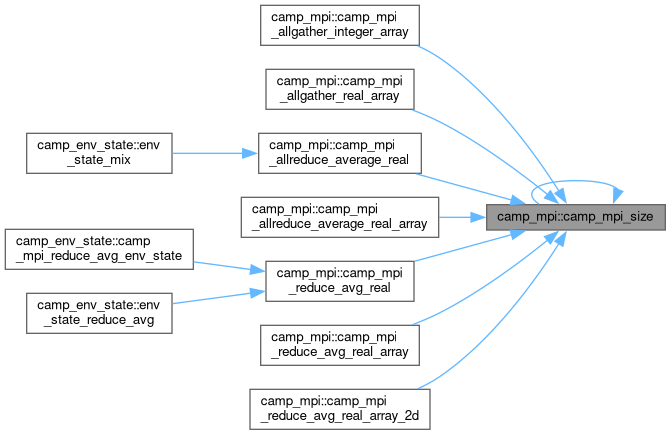 camp_mpi::camp_mpi
_allgather_integer_array
camp_mpi::camp_mpi
_allgather_real_array
camp_env_state::env
_state_mix
camp_mpi::camp_mpi
_allreduce_average_real
camp_mpi::camp_mpi
_allreduce_average_real_array
camp_mpi::camp_mpi_size
camp_env_state::camp
_mpi_reduce_avg_env_state
camp_mpi::camp_mpi
_reduce_avg_real
camp_env_state::env
_state_reduce_avg
camp_mpi::camp_mpi
_reduce_avg_real_array
camp_mpi::camp_mpi
_reduce_avg_real_array_2d